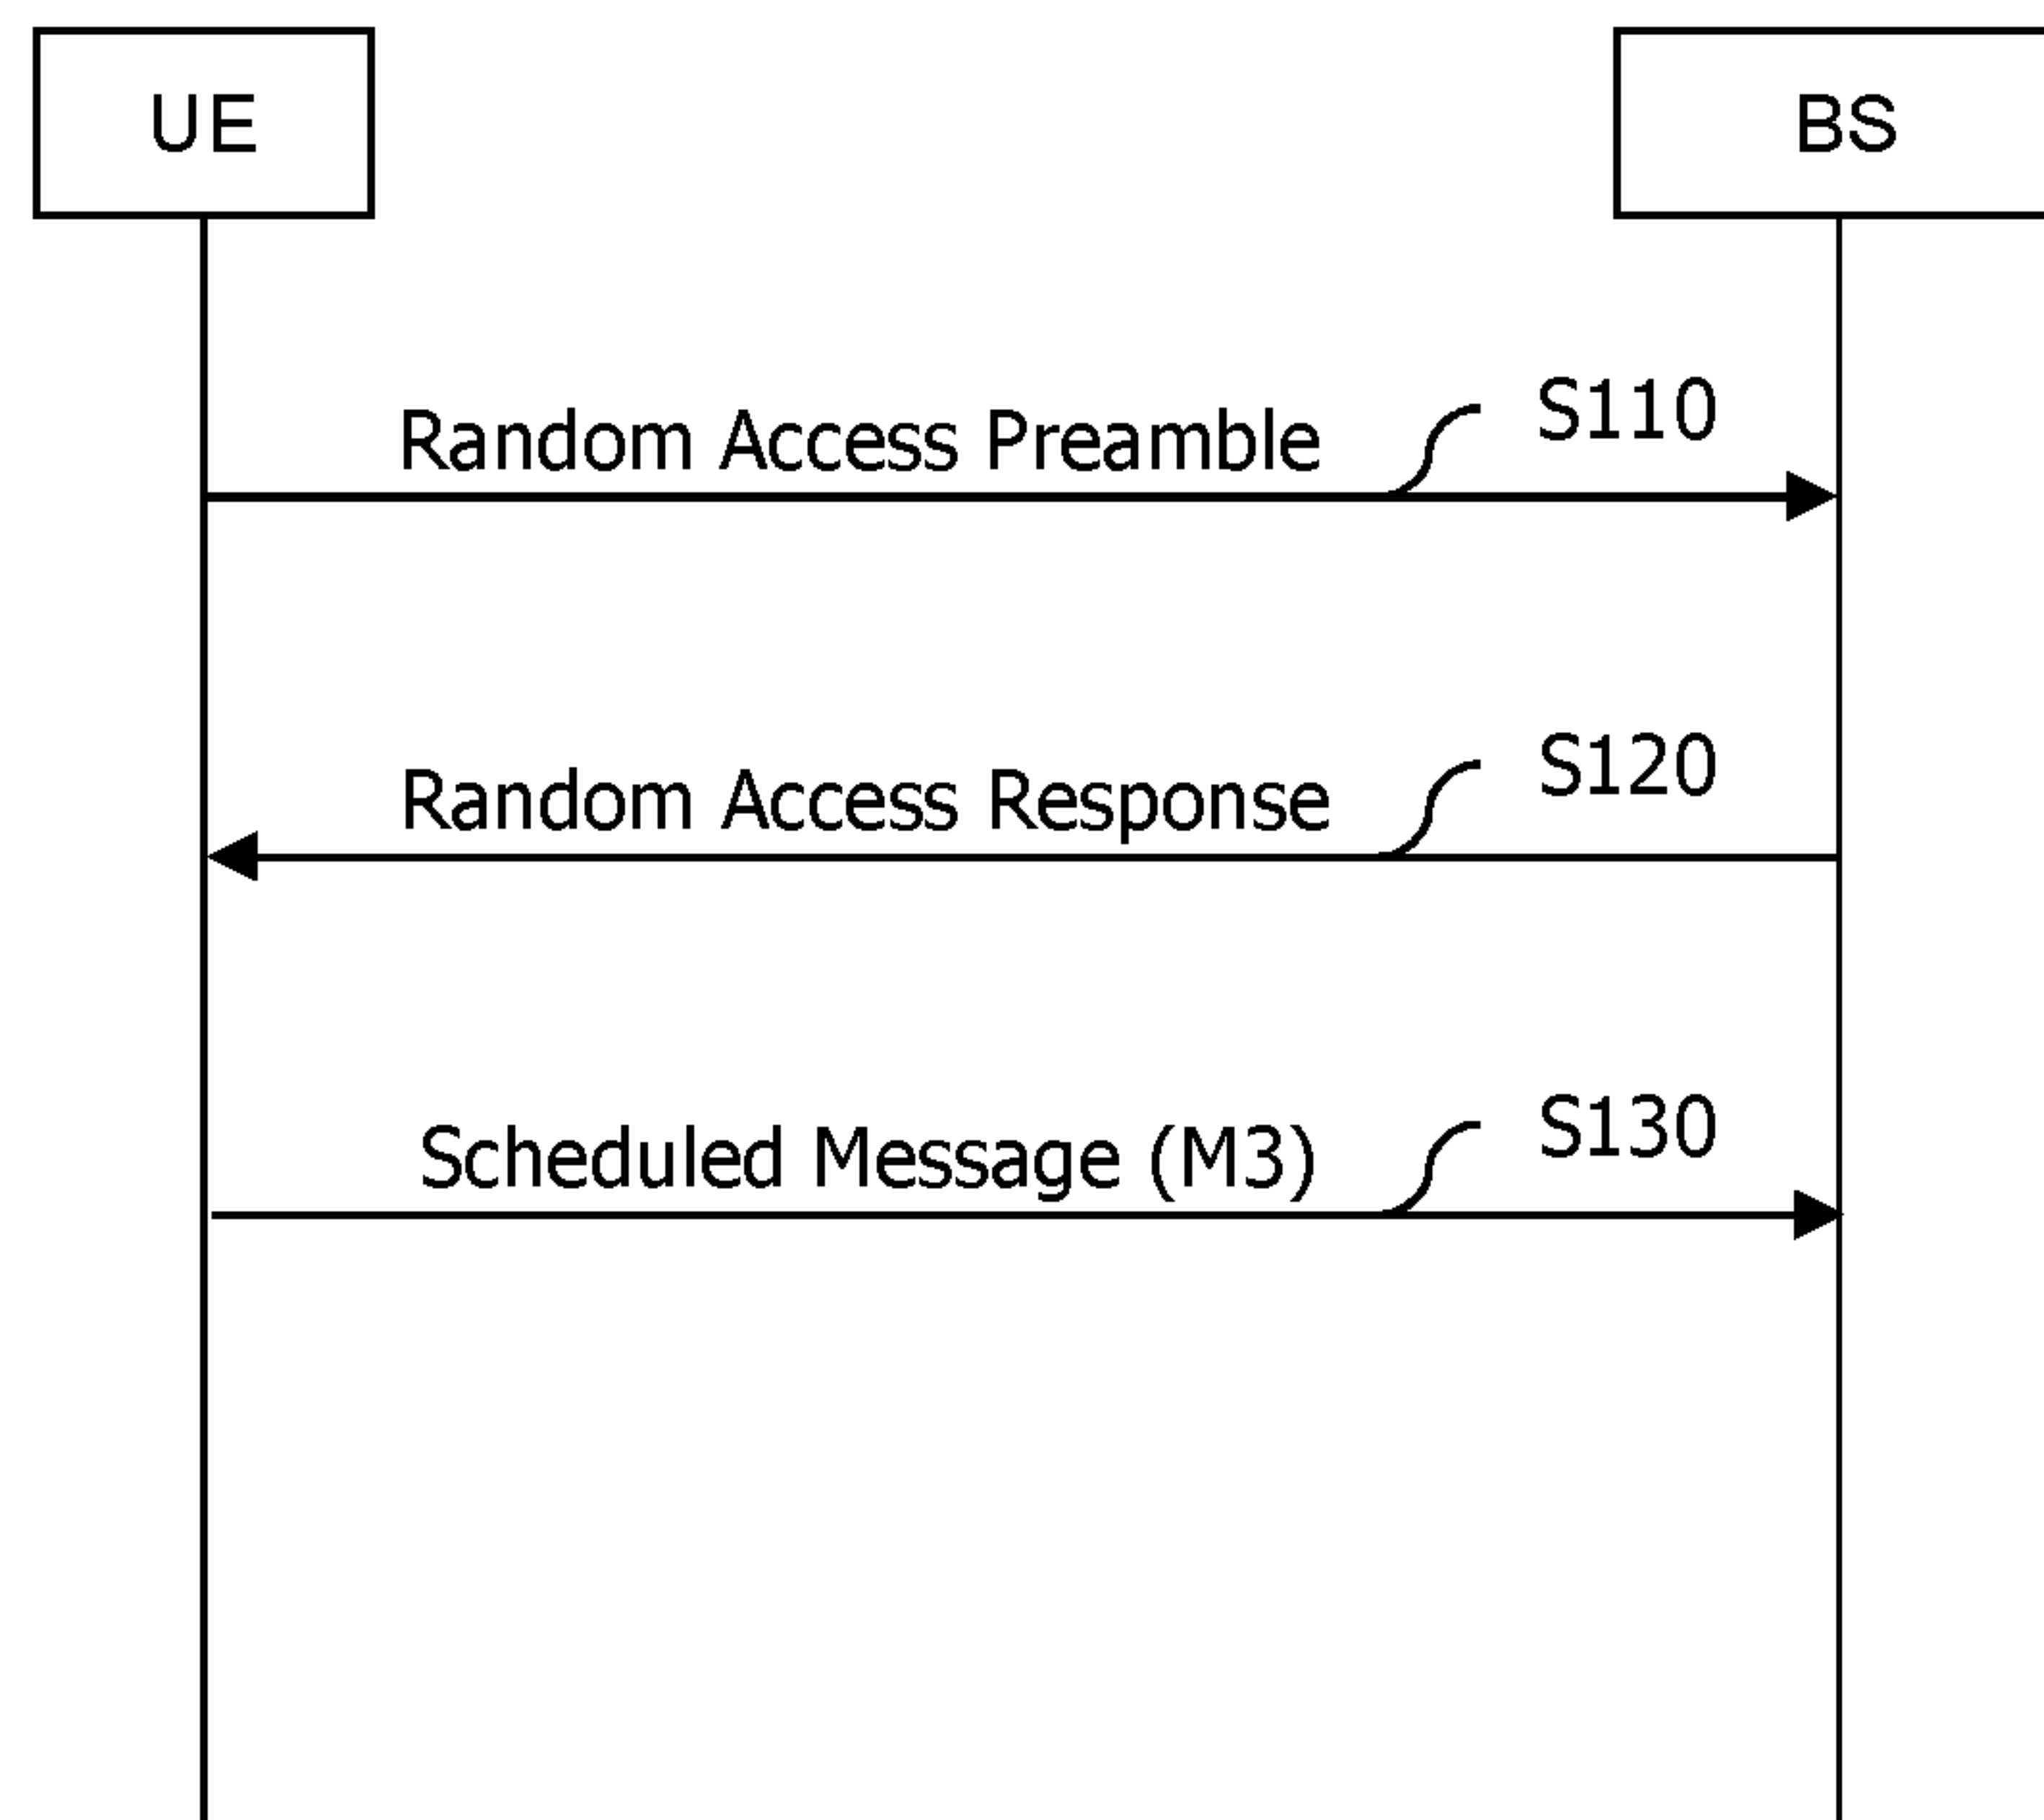 UE
BS
S110
Random Access Preamble
S120
Random Access Response
S130
Scheduled Message (M3)